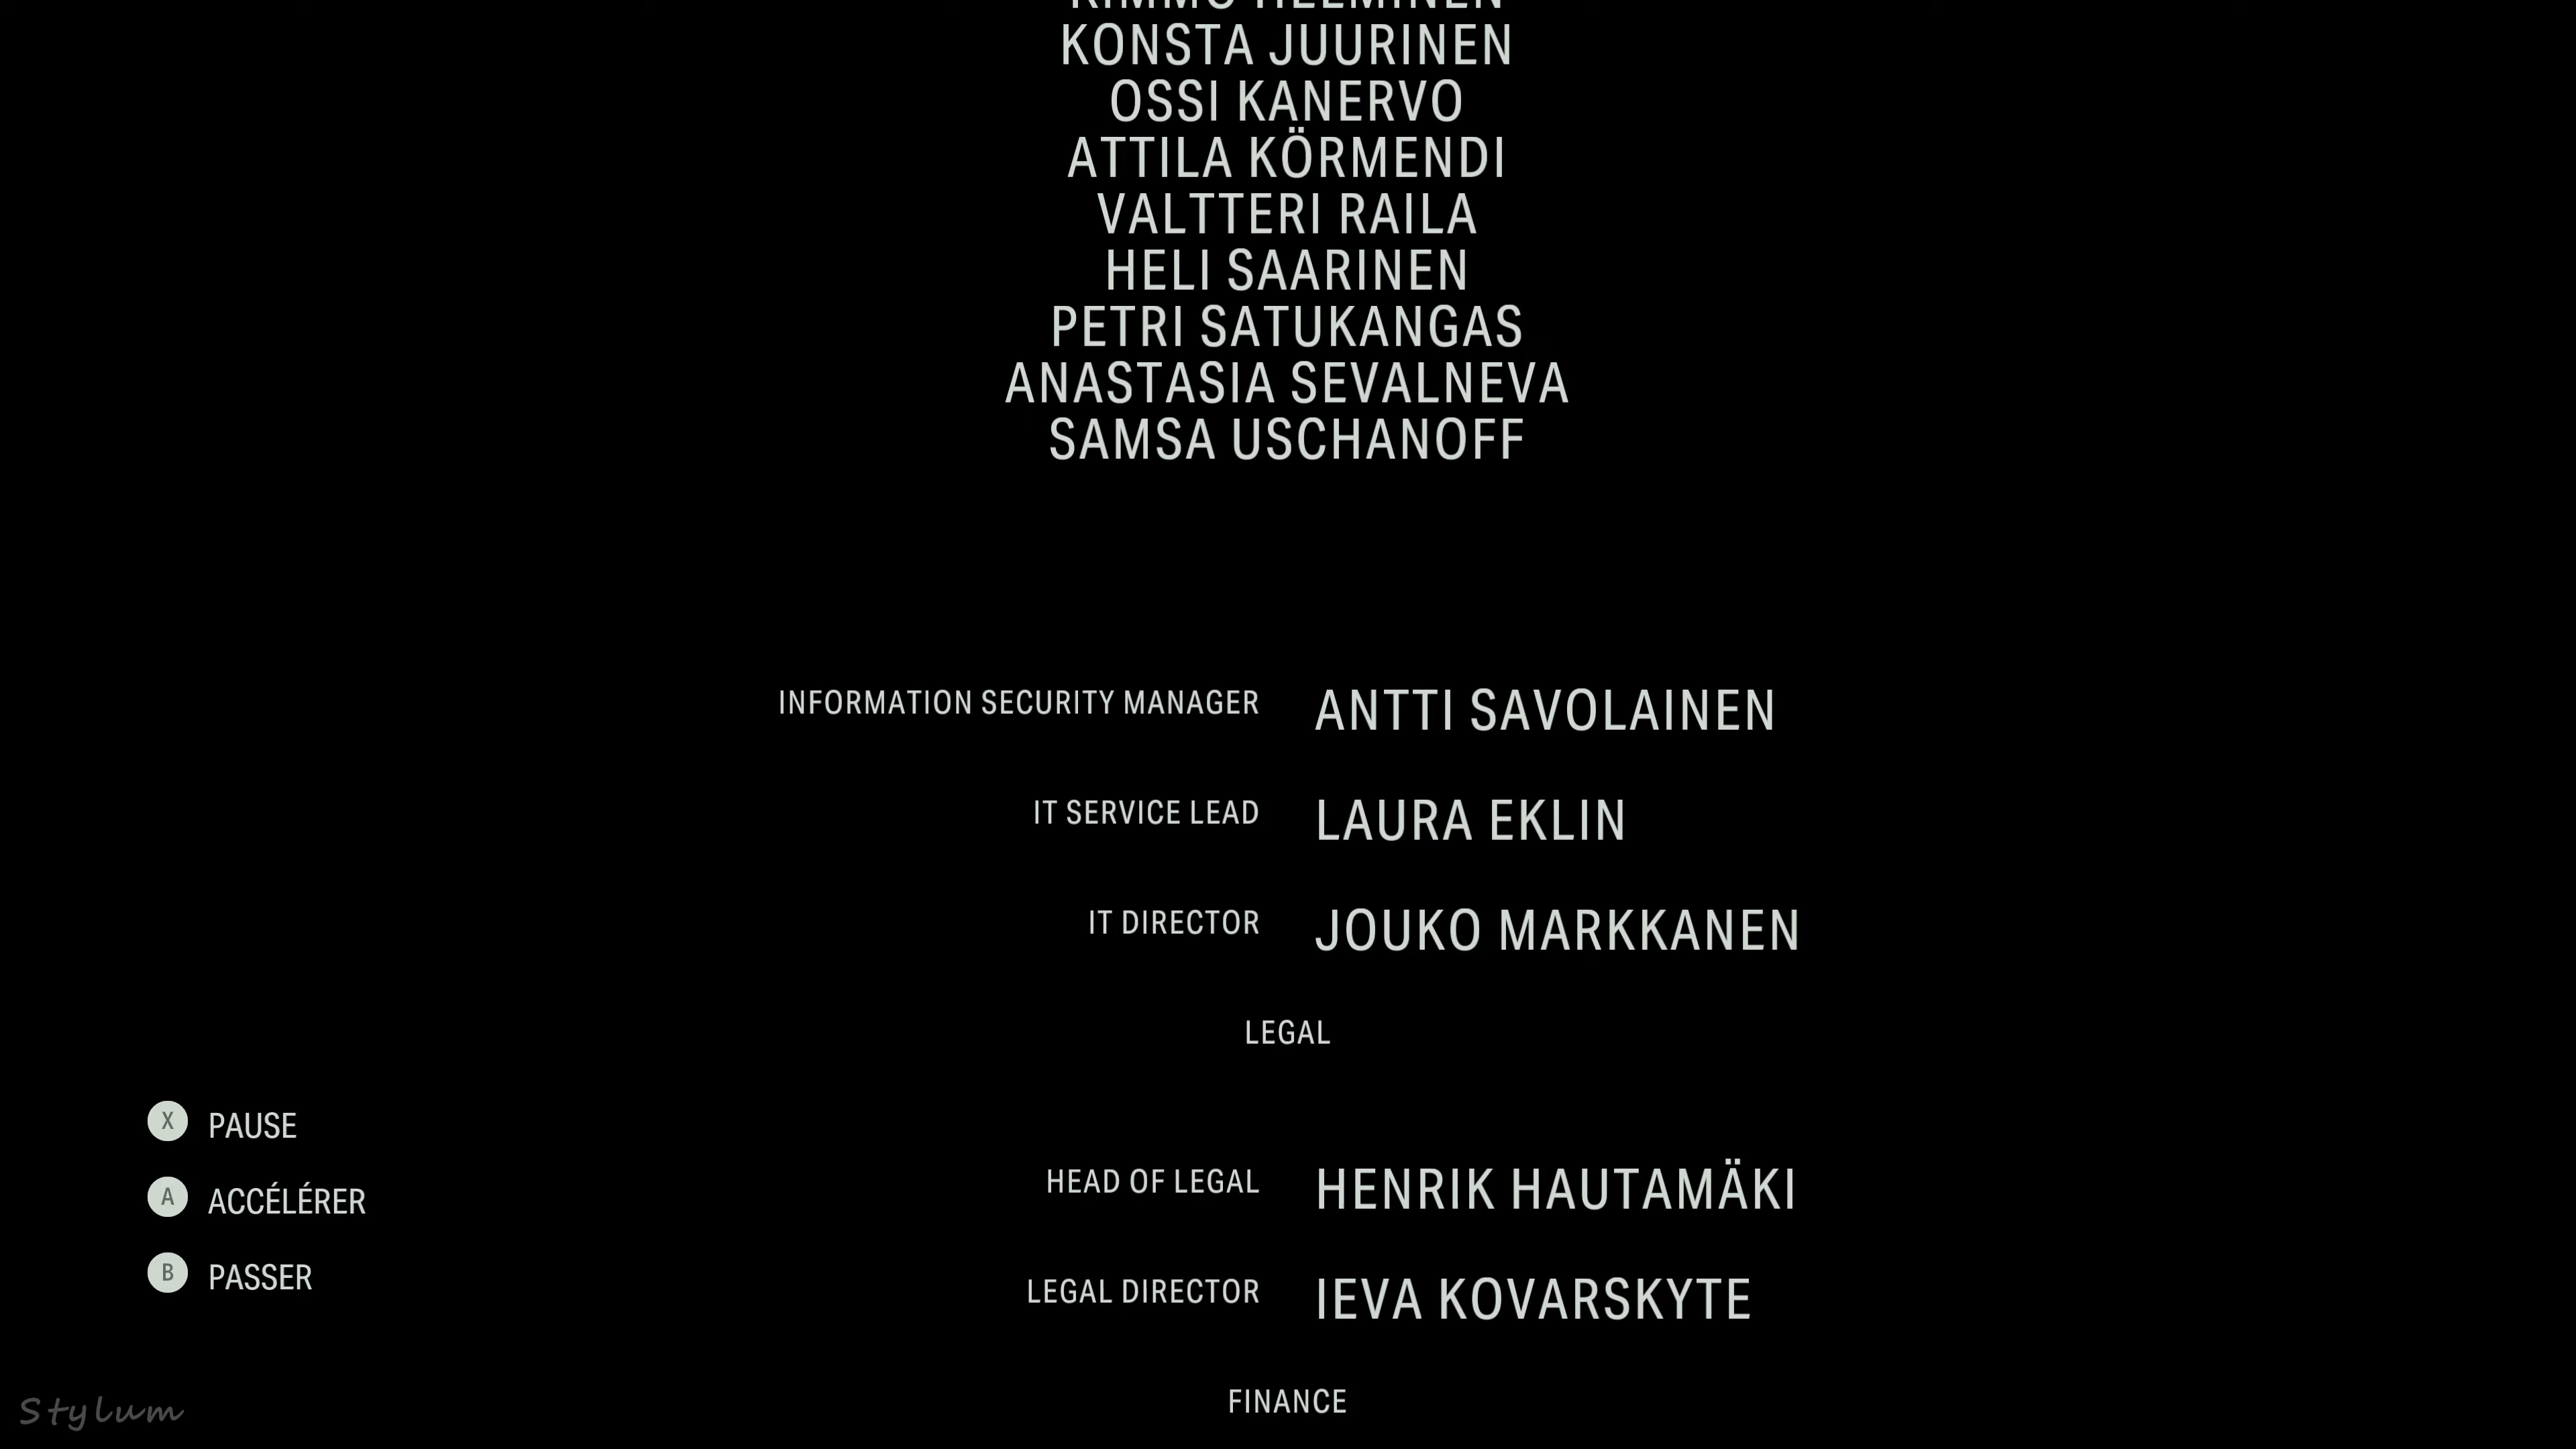 KIMMO HELMINEN
KONSTA JUURINEN
OSSI KANERVO
ATTILA KÖRMENDI
VALTTERI RAILA
HELI SAARINEN
PETRI SATUKANGAS
ANASTASIA SEVALNEVA
SAMSA USCHANOFF
INFORMATION SECURITY MANAGER ANTTI SAVOLAINEN
IT SERVICE LEAD LAURA EKLIN
IT DIRECTOR JOUKO MARKKANEN
LEGAL
HEAD OF LEGAL HENRIK HAUTAMÄKI
LEGAL DIRECTOR IEVA KOVARSKYTE
FINANCE
X PAUSE
A ACCÉLÉRER
B PASSER
Stylum